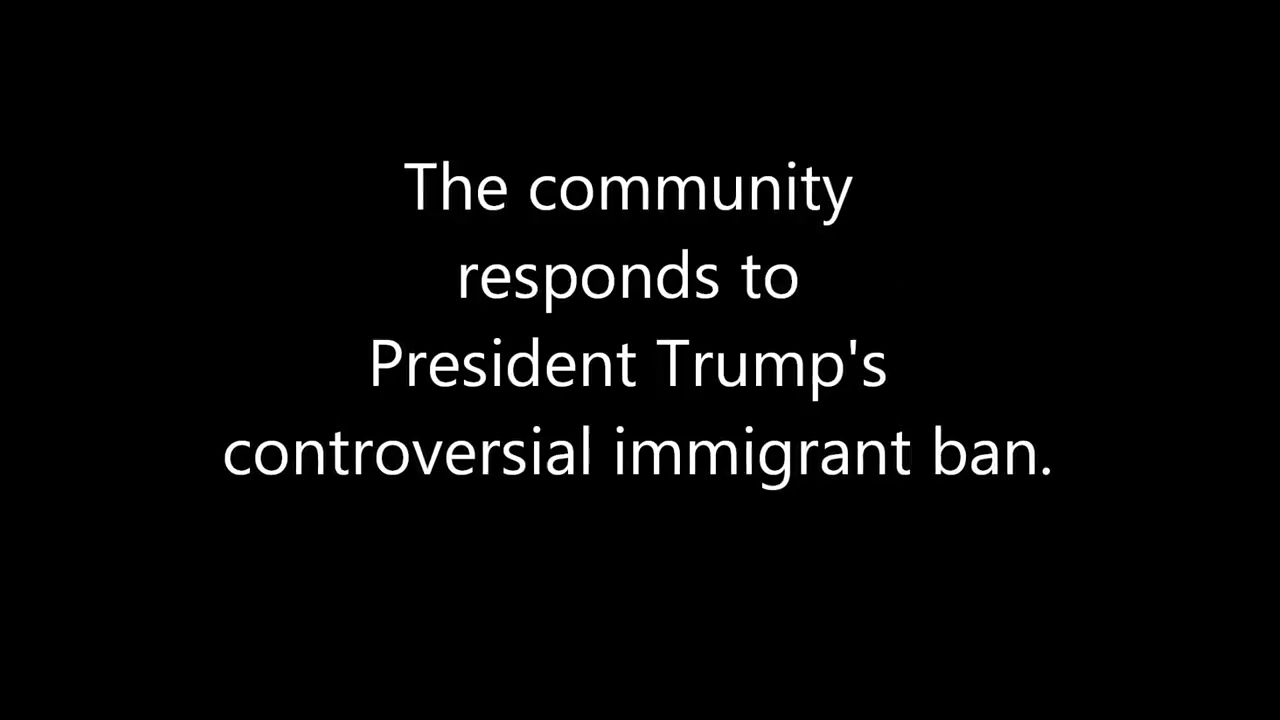 The community
responds to
President Trump's
controversial immigrant ban.